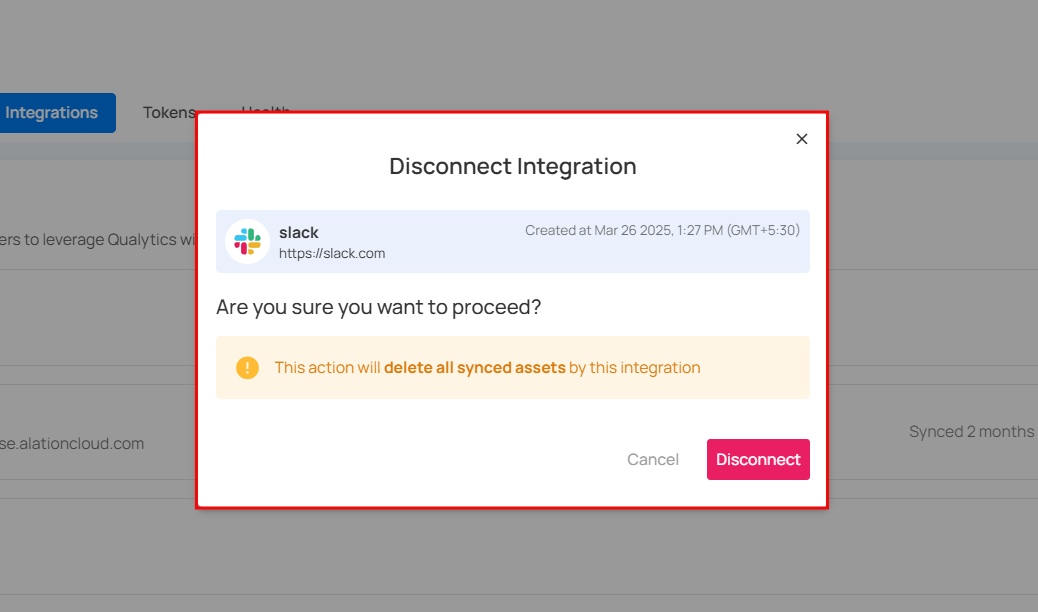 Integrations
Tokens
Health
Disconnect Integration
slack
Created at Mar 26 2025, 1:27 PM (GMT+5:30)
https://slack.com
ers to leverage Qualytics wi
Are you sure you want to proceed?
This action will delete all synced assets by this integration
se.alationcloud.com
Synced 2 months
Cancel
Disconnect